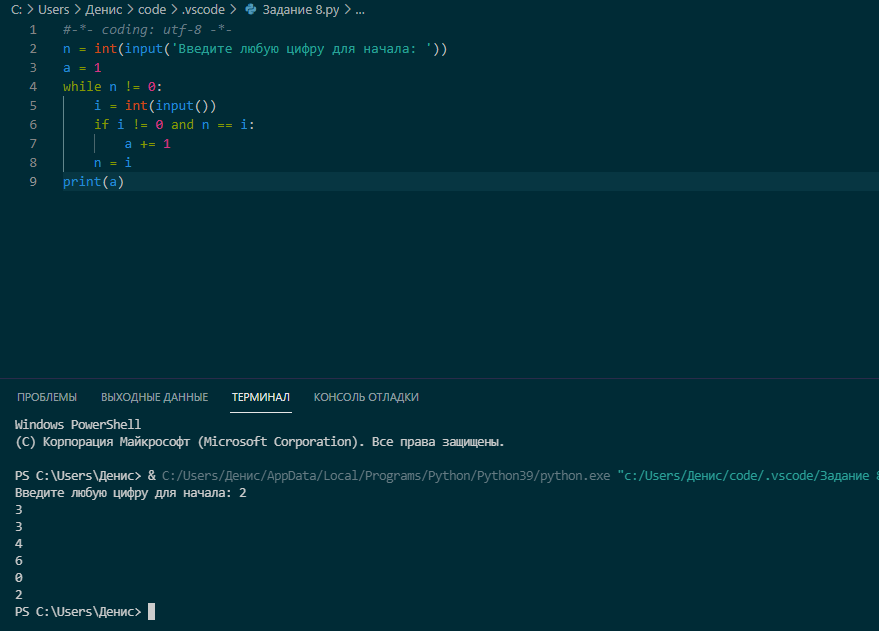 C: > Users > Денис > code > .vscode > Задание 8.py > ...
1 #-*- coding: utf-8 -*-
2 n = int(input('Введите любую цифру для начала: '))
3 a = 1
4 while n != 0:
5 i = int(input())
6 if i != 0 and n == i:
7 a += 1
8 n = i
9 print(a)
ПРОБЛЕМЫ ВЫХОДНЫЕ ДАННЫЕ ТЕРМИНАЛ КОНСОЛЬ ОТЛАДКИ
Windows PowerShell
(C) Корпорация Майкрософт (Microsoft Corporation). Все права защищены.
PS C:\Users\Денис> & C:/Users/Денис/AppData/Local/Programs/Python/Python39/python.exe "c:/Users/Денис/code/.vscode/Задание 8
Введите любую цифру для начала: 2
3
3
4
6
0
2
PS C:\Users\Денис>